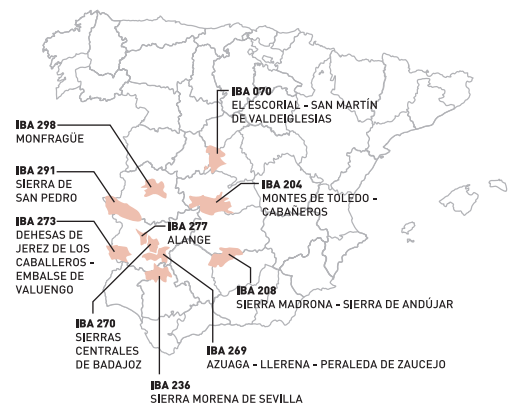 IBA 070
EL ESCORIAL - SAN MARTÍN
DE VALDEIGLESIAS
IBA 298
MONFRAGÜE
IBA 291
SIERRA DE
SAN PEDRO
IBA 204
MONTES DE TOLEDO -
CABAÑEROS
IBA 273
DEHESAS DE
JEREZ DE LOS
CABALLEROS -
EMBALSE DE
VALUENGO
IBA 277
ALANGE
IBA 208
SIERRA MADRONA - SIERRA DE ANDÚJAR
IBA 270
SIERRAS
CENTRALES
DE BADAJOZ
IBA 269
AZUAGA - LLERENA - PERALEDA DE ZAUCEJO
IBA 236
SIERRA MORENA DE SEVILLA